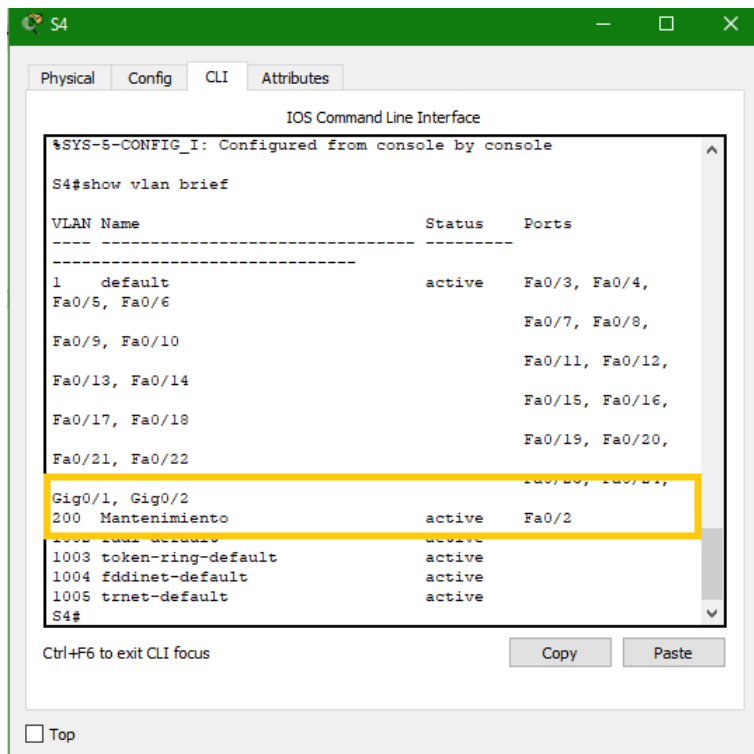 S4
Physical Config CLI Attributes
IOS Command Line Interface
%SYS-5-CONFIG_I: Configured from console by console
S4#show vlan brief
VLAN Name Status Ports
---- -------------------------------- ---------
-------------------------------
1 default active Fa0/3, Fa0/4,
Fa0/5, Fa0/6
Fa0/7, Fa0/8,
Fa0/9, Fa0/10
Fa0/11, Fa0/12,
Fa0/13, Fa0/14
Fa0/15, Fa0/16,
Fa0/17, Fa0/18
Fa0/19, Fa0/20,
Fa0/21, Fa0/22
Gig0/1, Gig0/2
200 Mantenimiento active Fa0/2
1003 token-ring-default active
1004 fddinet-default active
1005 trnet-default active
S4#
Ctrl+F6 to exit CLI focus
Copy Paste
Top